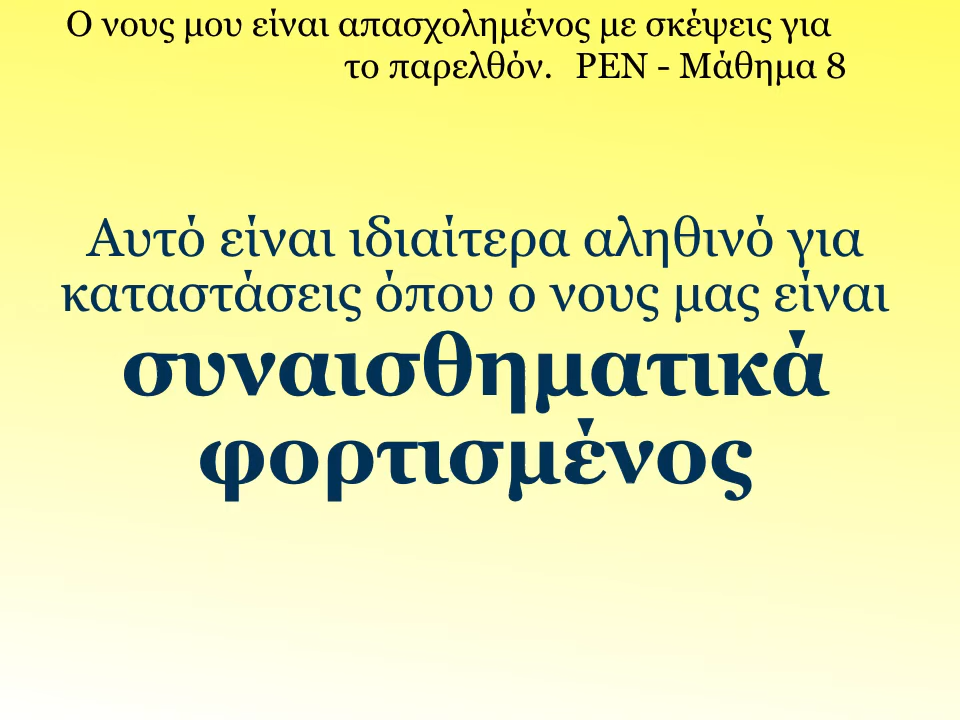 Ο νους μου είναι απασχολημένος με σκέψεις για
το παρελθόν. ΡΕΝ - Μάθημα 8
Αυτό είναι ιδιαίτερα αληθινό για
καταστάσεις όπου ο νους μας είναι
συναισθηματικά
φορτισμένος